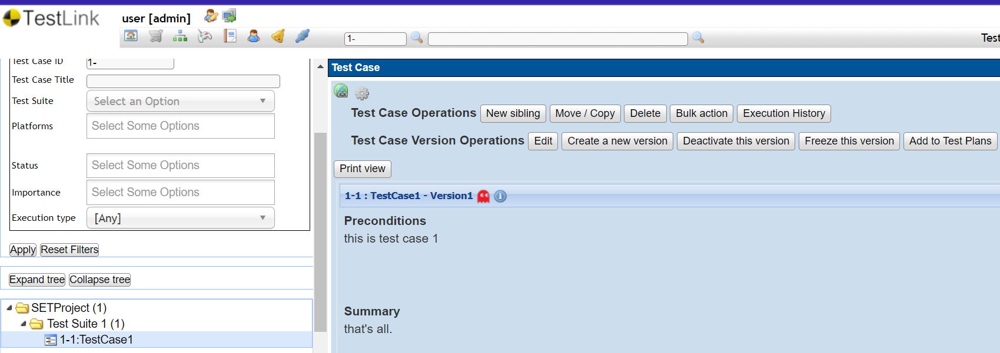 TestLink
user [admin]
1-
Test
Test Case ID
1-
Test Case Title
Test Suite
Select an Option
Platforms
Select Some Options
Status
Select Some Options
Importance
Select Some Options
Execution type
[Any]
Apply Reset Filters
Expand tree Collapse tree
SETProject (1)
Test Suite 1 (1)
1-1:TestCase1
Test Case
Test Case Operations New sibling Move / Copy Delete Bulk action Execution History
Test Case Version Operations Edit Create a new version Deactivate this version Freeze this version Add to Test Plans
Print view
1-1 : TestCase1 - Version1
Preconditions
this is test case 1
Summary
that's all.